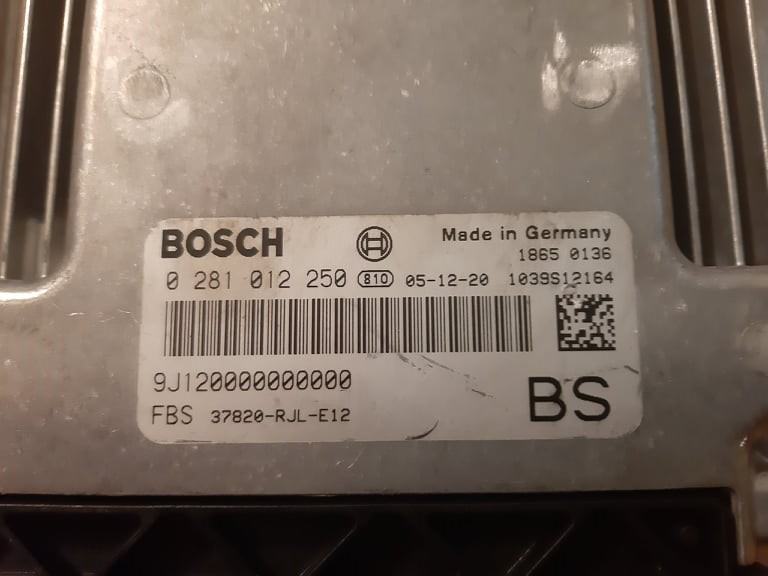 BOSCH
Made in Germany
1865 0136
0 281 012 250 810 05-12-20 1039S12164
9J120000000000
FBS 37820-RJL-E12
BS